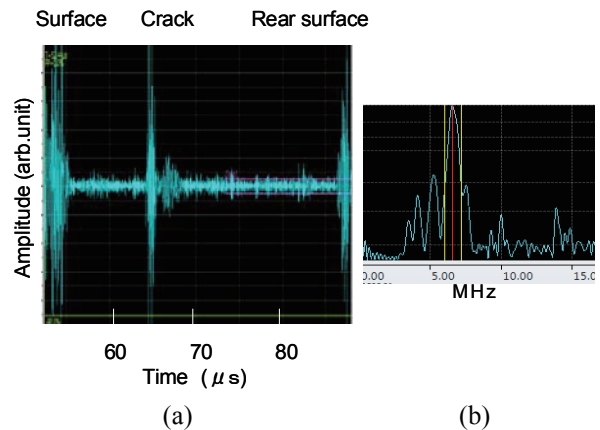 Surface Crack Rear surface
Amplitude (arb.unit)
60 70 80
Time (μs)
0.00 5.00 10.00 15.0
MHz
(a) (b)